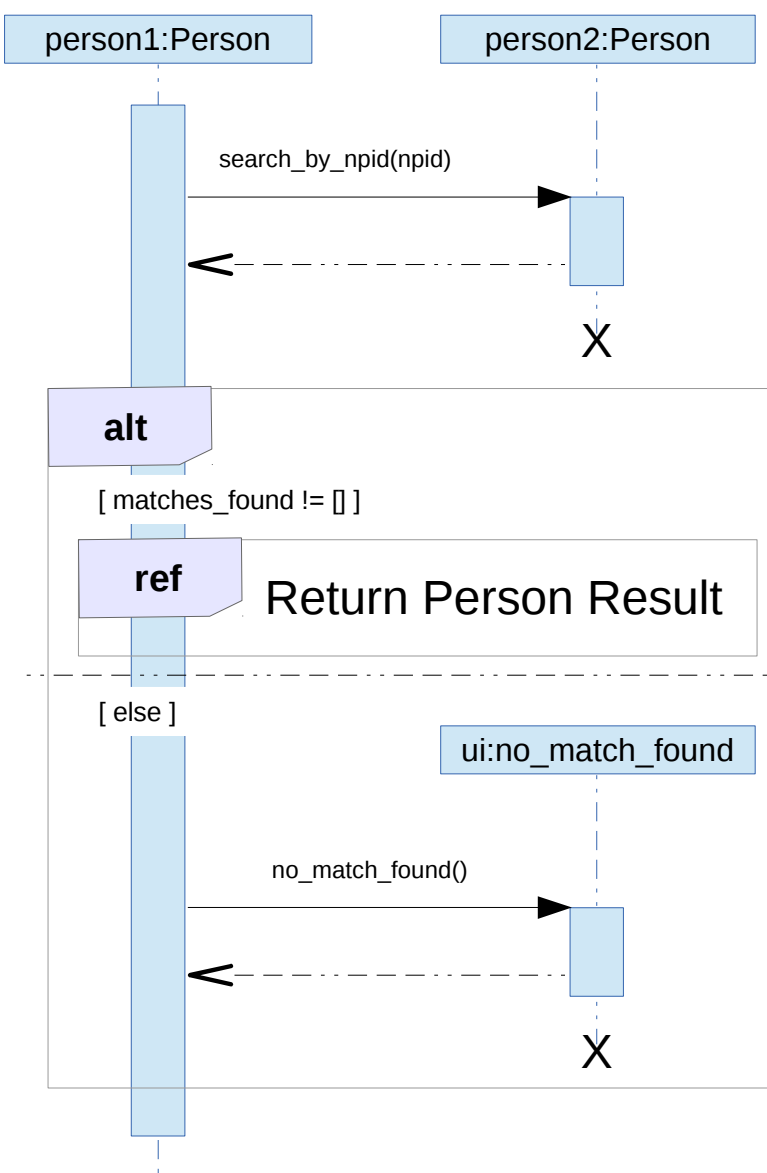 person1:Person
person2:Person
search_by_npid(npid)
X
alt
[ matches_found != [] ]
ref
Return Person Result
[ else ]
ui:no_match_found
no_match_found()
X